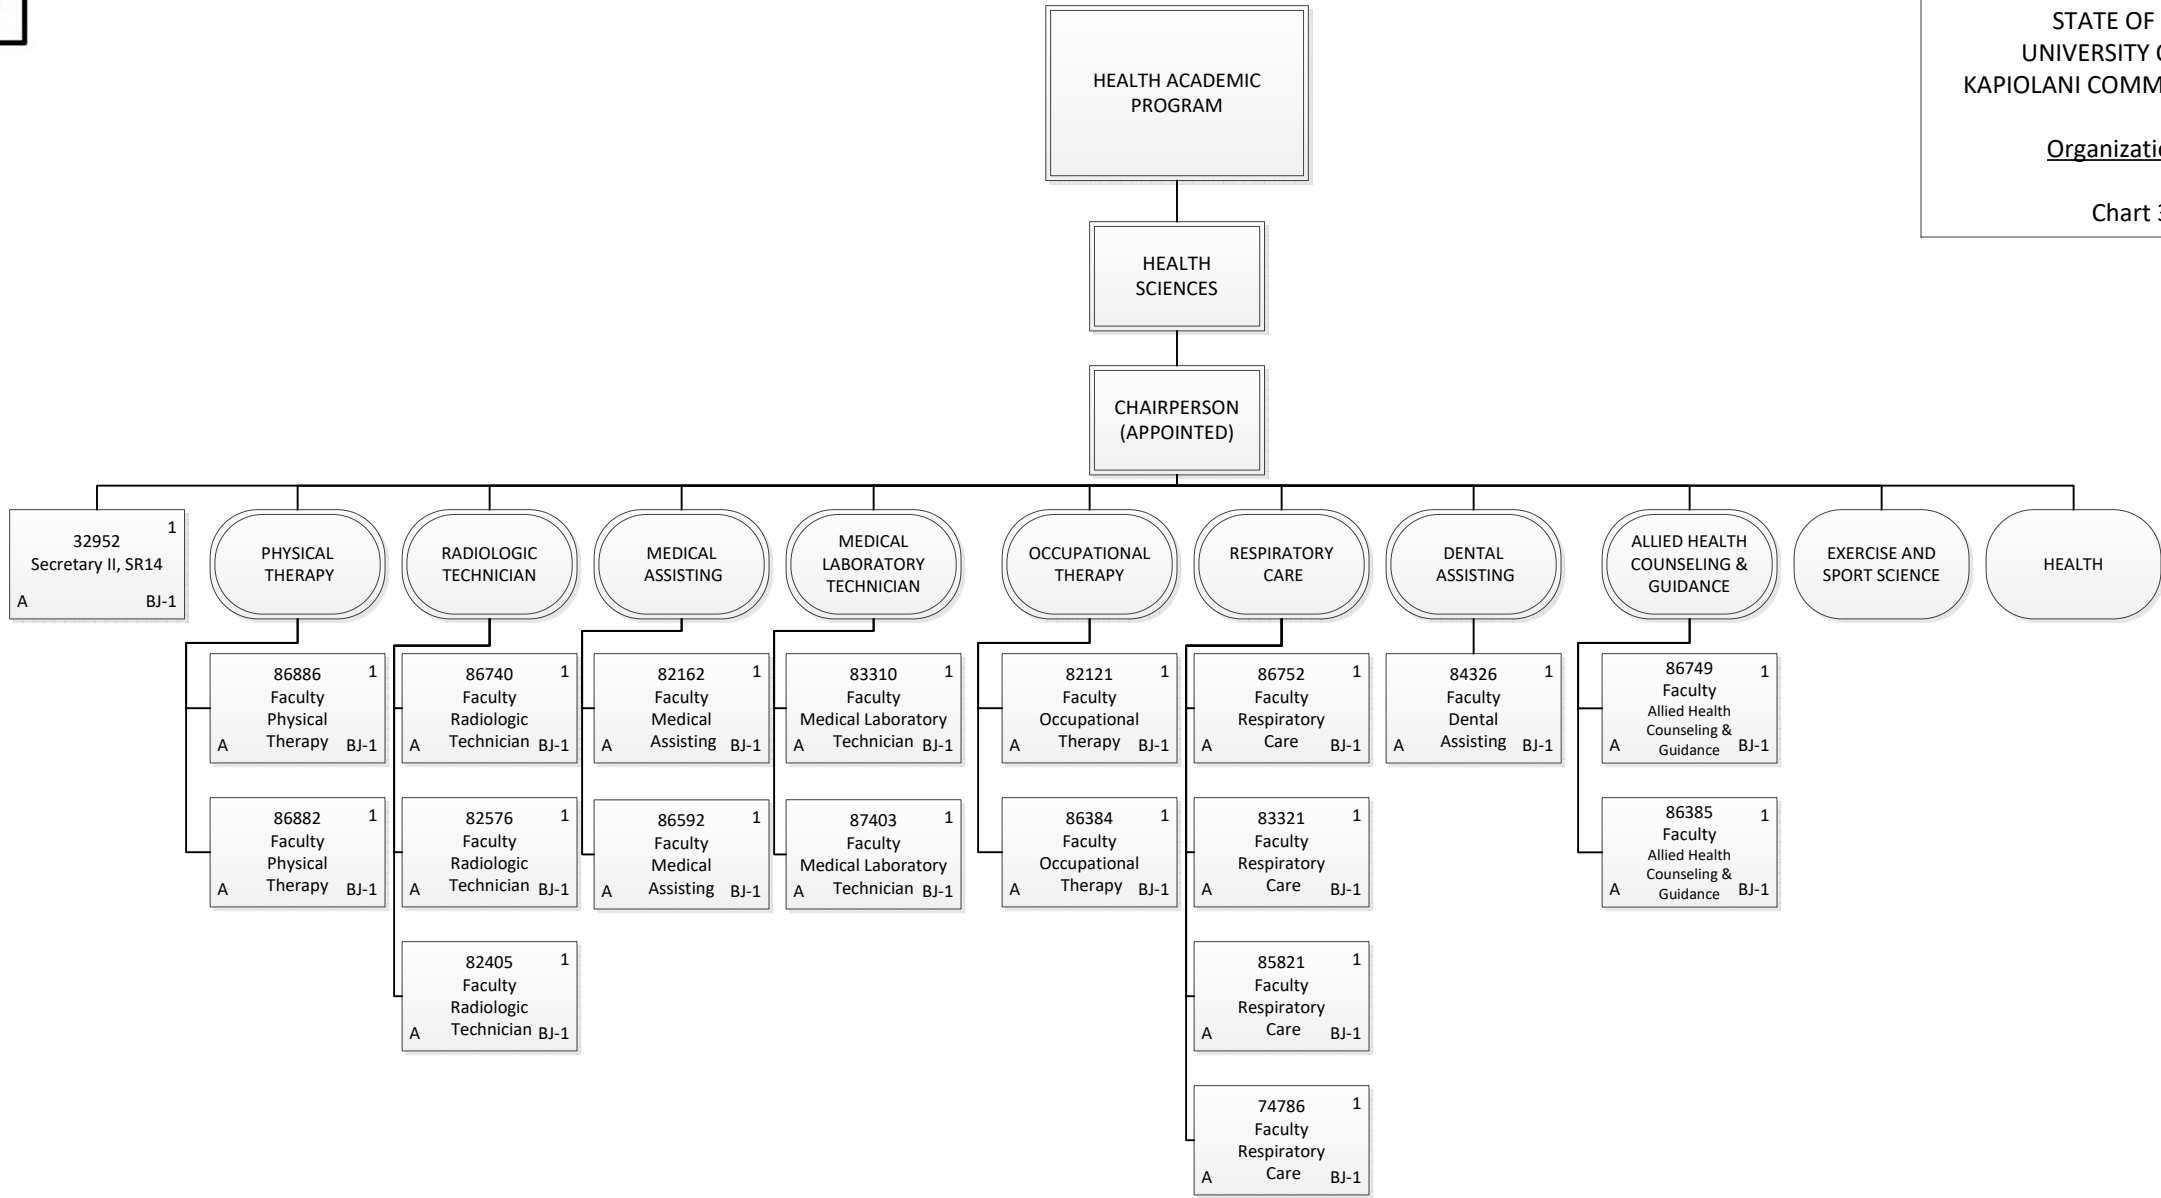 STATE OF
UNIVERSITY
KAPIOLANI
Chart
HEALTH ACADEMIC
PROGRAM
HEALTH
SCIENCES
CHAIRPERSON
(APPOINTED)
1
32952
Secretary II, SR14
A BJ-1
PHYSICAL
THERAPY
RADIOLOGIC
TECHNICIAN
MEDICAL
ASSISTING
MEDICAL
LABORATORY
TECHNICIAN
OCCUPATIONAL
THERAPY
RESPIRATORY
CARE
DENTAL
ASSISTING
ALLIED HEALTH
COUNSELING &
GUIDANCE
EXERCISE AND
SPORT SCIENCE
HEALTH
86886 1
Faculty
Physical
Therapy
A BJ-1
86740 1
Faculty
Radiologic
Technician
A BJ-1
82162 1
Faculty
Medical
Assisting
A BJ-1
83310 1
Faculty
Medical Laboratory
Technician
A BJ-1
82121 1
Faculty
Occupational
Therapy
A BJ-1
86752 1
Faculty
Respiratory
Care
A BJ-1
84326 1
Faculty
Dental
Assisting
A BJ-1
86749 1
Faculty
Allied Health
Counseling &
Guidance
A BJ-1
86882 1
Faculty
Physical
Therapy
A BJ-1
82576 1
Faculty
Radiologic
Technician
A BJ-1
86592 1
Faculty
Medical
Assisting
A BJ-1
87403 1
Faculty
Medical Laboratory
Technician
A BJ-1
86384 1
Faculty
Occupational
Therapy
A BJ-1
83321 1
Faculty
Respiratory
Care
A BJ-1
86385 1
Faculty
Allied Health
Counseling &
Guidance
A BJ-1
82405 1
Faculty
Radiologic
Technician
A BJ-1
85821 1
Faculty
Respiratory
Care
A BJ-1
74786 1
Faculty
Respiratory
Care
A BJ-1